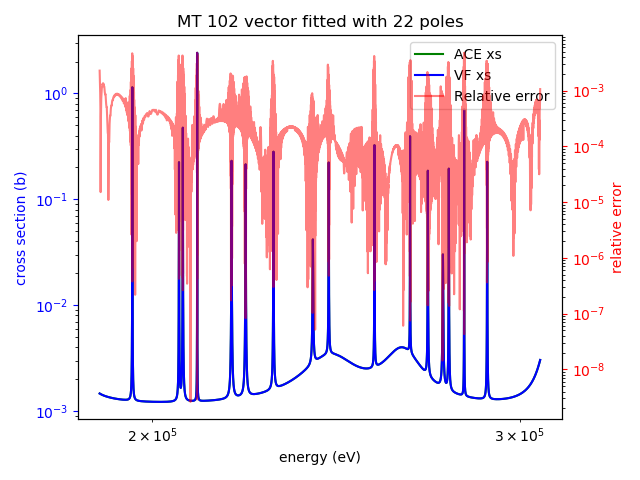 MT 102 vector fitted with 22 poles
ACE xs
VF xs
Relative error
cross section (b)
10⁰
10⁻¹
10⁻²
10⁻³
10⁻³
10⁻⁴
10⁻⁵
10⁻⁶
10⁻⁷
10⁻⁸
relative error
2 × 10⁵
3 × 10⁵
energy (eV)